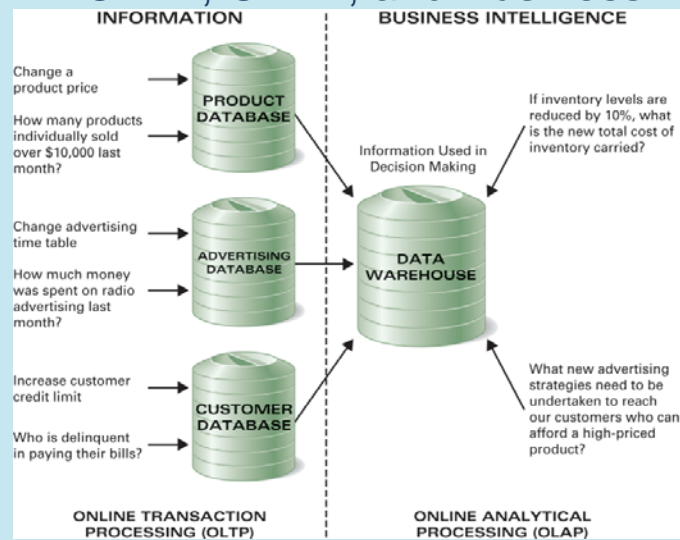 INFORMATION
BUSINESS INTELLIGENCE
Change a
product price
How many products
individually sold
over $10,000 last
month?
PRODUCT
DATABASE
Change advertising
time table
How much money
was spent on radio
advertising last
month?
ADVERTISING
DATABASE
Increase customer
credit limit
Who is delinquent
in paying their bills?
CUSTOMER
DATABASE
Information Used in
Decision Making
DATA
WAREHOUSE
If inventory levels are
reduced by 10%, what
is the new total cost of
inventory carried?
What new advertising
strategies need to be
undertaken to reach
our customers who can
afford a high-priced
product?
ONLINE TRANSACTION
PROCESSING (OLTP)
ONLINE ANALYTICAL
PROCESSING (OLAP)